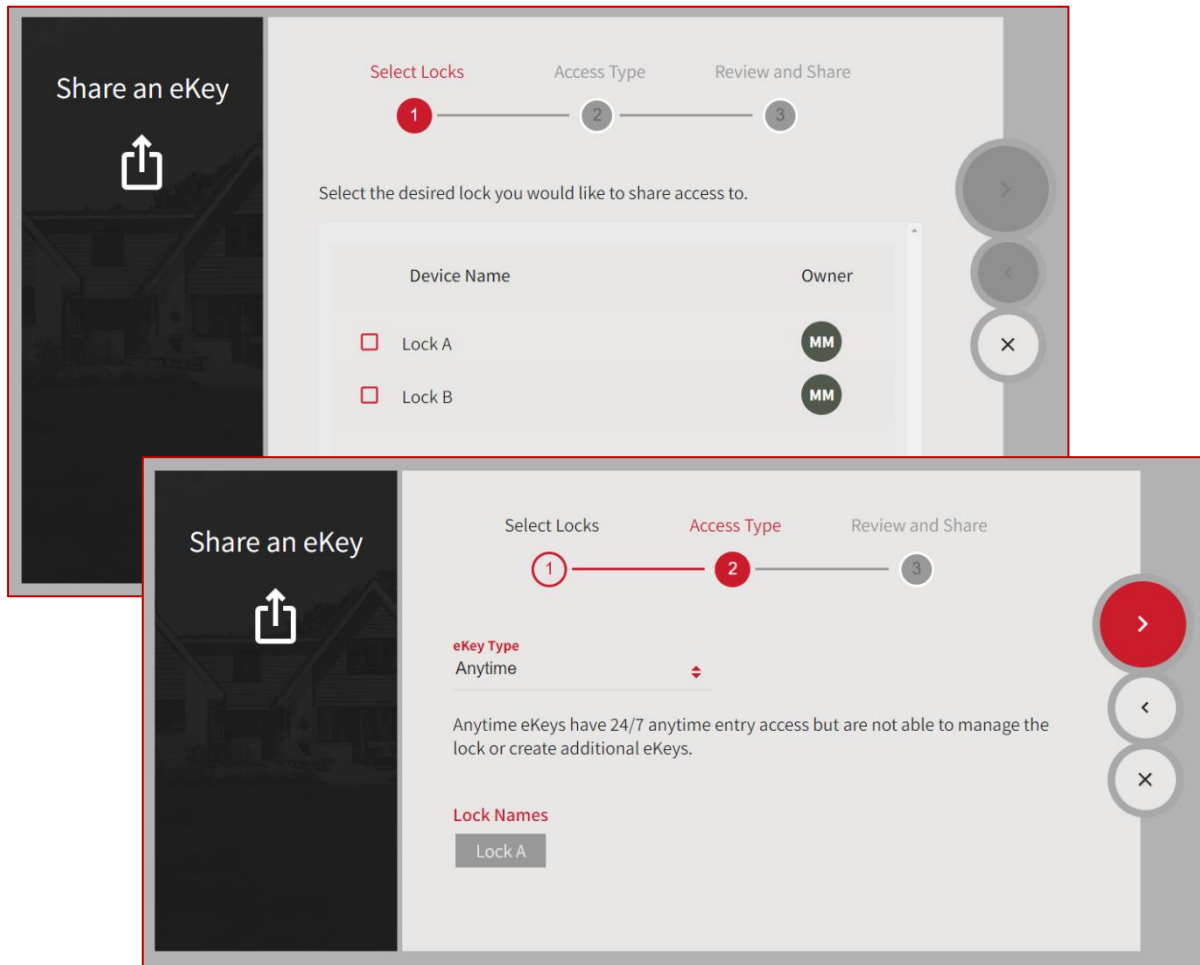 Share an eKey
Select Locks Access Type Review and Share
1 2 3
Select the desired lock you would like to share access to.
Device Name Owner
Lock A MM
Lock B MM
Share an eKey
Select Locks Access Type Review and Share
1 2 3
eKey Type
Anytime
Anytime eKeys have 24/7 anytime entry access but are not able to manage the
lock or create additional eKeys.
Lock Names
Lock A